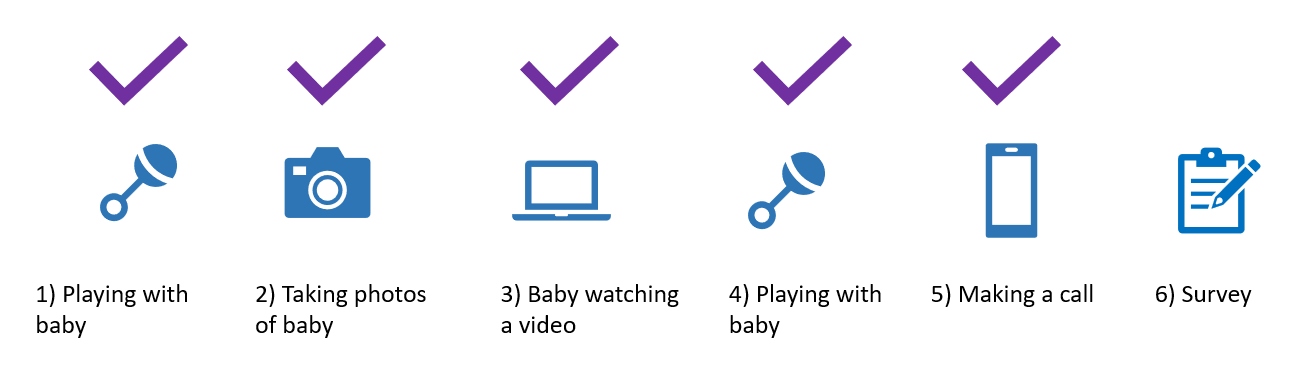 1) Playing with
baby
2) Taking photos
of baby
3) Baby watching
a video
4) Playing with
baby
5) Making a call
6) Survey